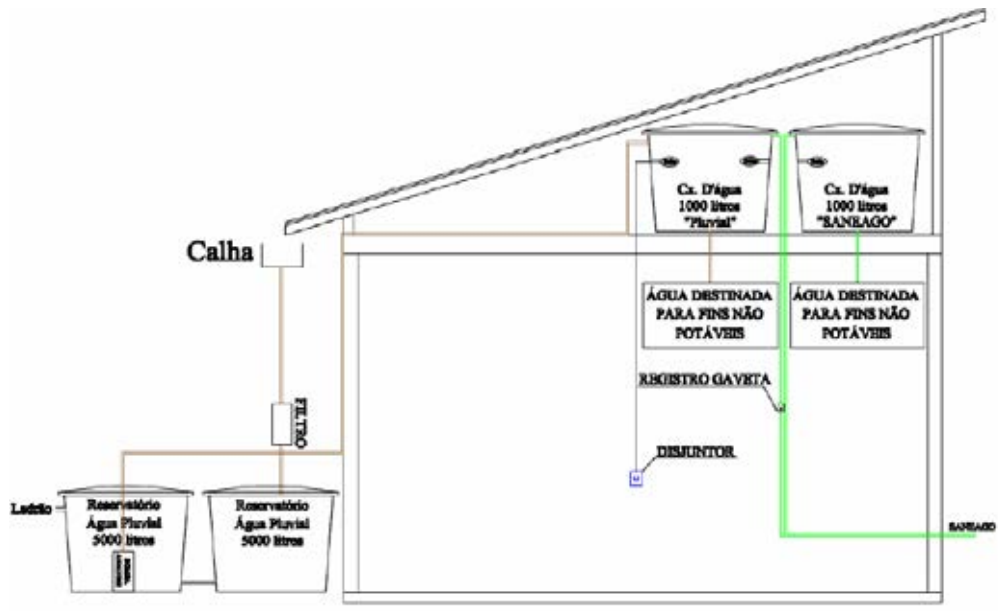 Calha
Cx. D'água
1000 litros
"Pluvial"
Cx. D'água
1000 litros
"SANEAGO"
ÁGUA DESTINADA
PARA FINS NÃO
POTÁVEIS
ÁGUA DESTINADA
PARA FINS NÃO
POTÁVEIS
REGISTRO GAVETA
FILTRO
DISJUNTOR
Ladrão
Reservatório
Água Pluvial
5000 litros
Reservatório
Água Pluvial
5000 litros
SANEAGO